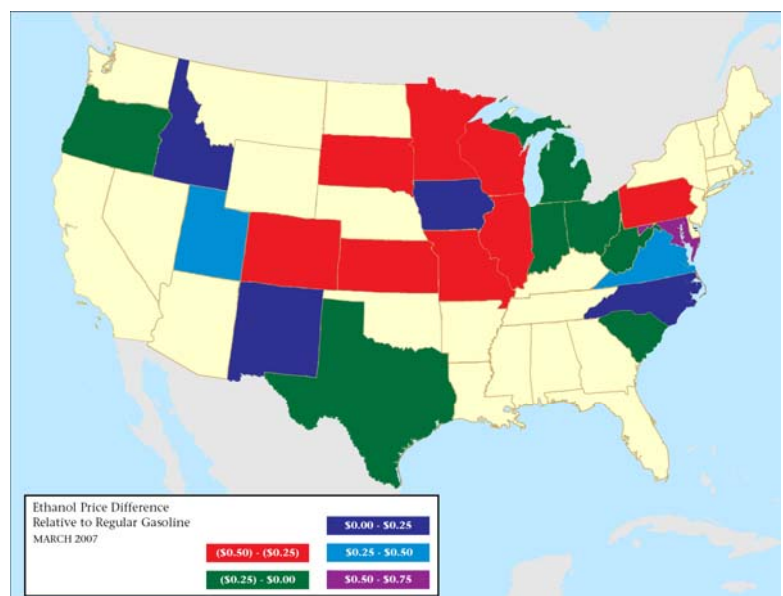 Ethanol Price Difference
Relative to Regular Gasoline
MARCH 2007
$0.00 - $0.25
($0.50) - ($0.25)
$0.25 - $0.50
($0.25) - $0.00
$0.50 - $0.75